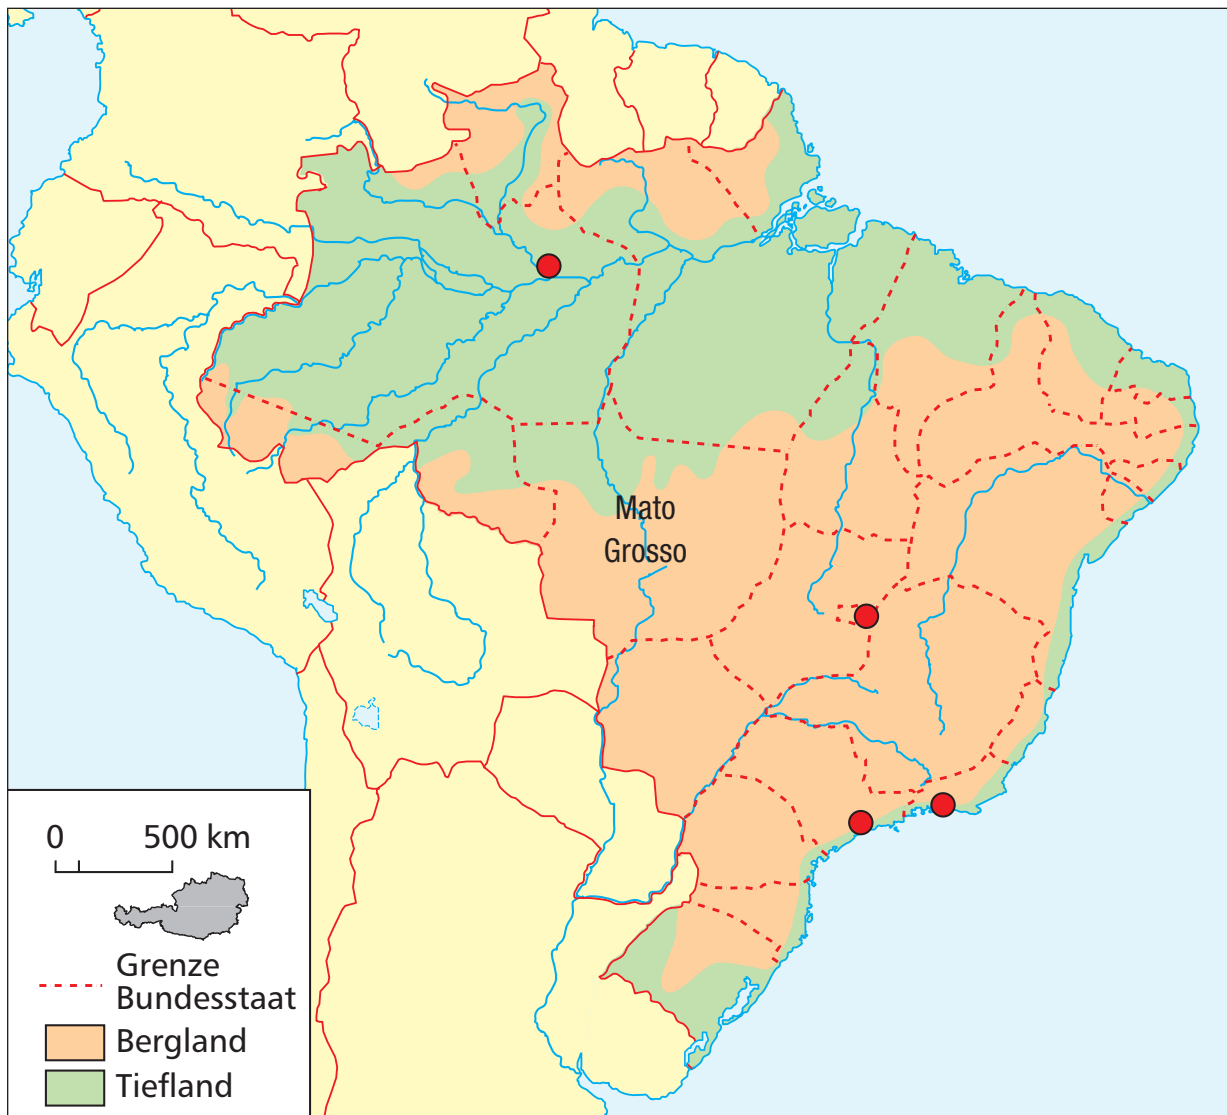 Mato
Grosso
0 500 km
Grenze
Bundesstaat
Bergland
Tiefland